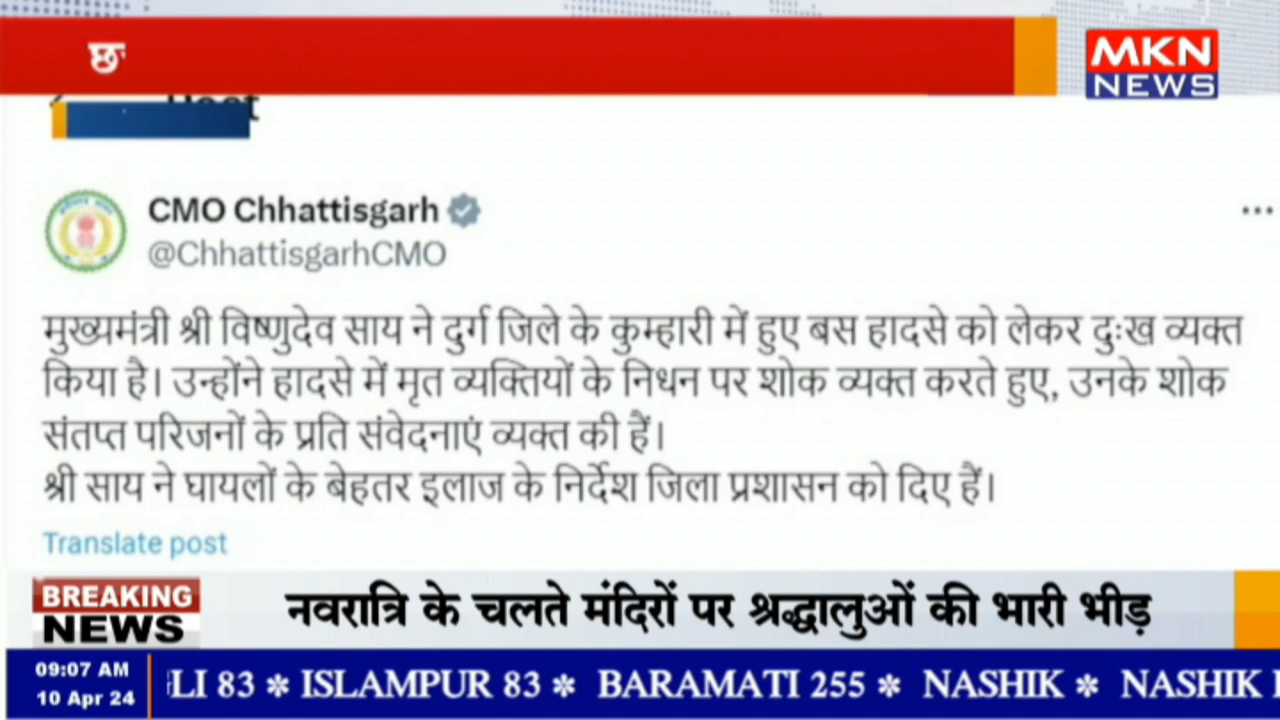 छ
MKN
NEWS
CMO Chhattisgarh
@ChhattisgarhCMO
मुख्यमंत्री श्री विष्णुदेव साय ने दुर्ग जिले के कुम्हारी में हुए बस हादसे को लेकर दुःख व्यक्त
किया है। उन्होंने हादसे में मृत व्यक्तियों के निधन पर शोक व्यक्त करते हुए, उनके शोक
संतप्त परिजनों के प्रति संवेदनाएं व्यक्त की हैं।
श्री साय ने घायलों के बेहतर इलाज के निर्देश जिला प्रशासन को दिए हैं।
Translate post
BREAKING
NEWS
नवरात्रि के चलते मंदिरों पर श्रद्धालुओं की भारी भीड़
09:07 AM
10 Apr 24
LI 83 * ISLAMPUR 83 * BARAMATI 255 * NASHIK * NASHIK